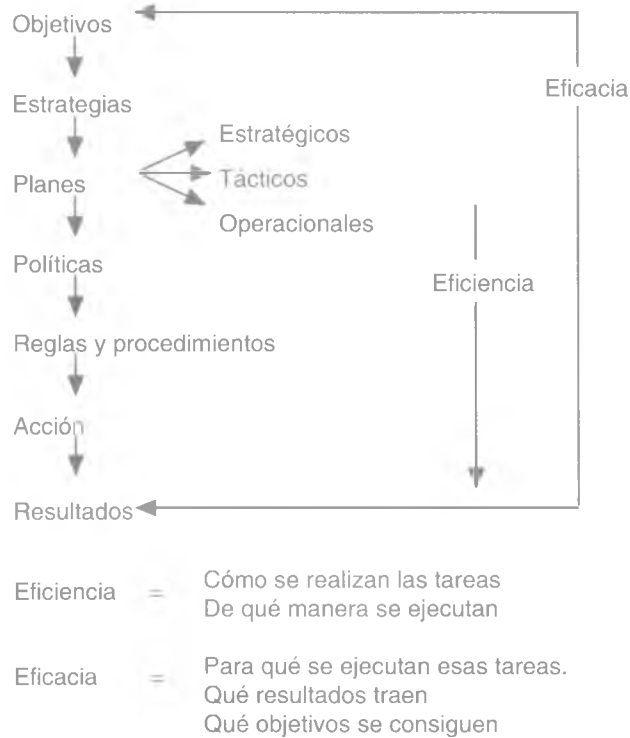 Objetivos
Eficacia
Estrategias
Estratégicos
Planes
Tácticos
Operacionales
Políticas
Eficiencia
Reglas y procedimientos
Acción
Resultados
Eficiencia = Cómo se realizan las tareas
De qué manera se ejecutan
Eficacia = Para qué se ejecutan esas tareas.
Qué resultados traen
Qué objetivos se consiguen